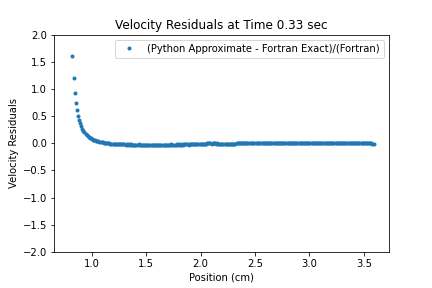 Velocity Residuals at Time 0.33 sec
(Python Approximate - Fortran Exact)/(Fortran)
Velocity Residuals
2.0
1.5
1.0
0.5
0.0
−0.5
−1.0
−1.5
−2.0
1.0 1.5 2.0 2.5 3.0 3.5
Position (cm)